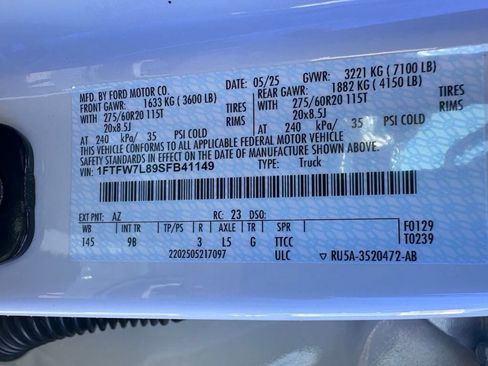 MFD. BY FORD MOTOR CO. 05/25 GVWR: 3221 KG ( 7100 LB)
FRONT GAWR: 1633 KG ( 3600 LB) REAR GAWR: 1882 KG ( 4150 LB)
WITH 275/60R20 115T TIRES WITH 275/60R20 115T TIRES
20x8.5J RIMS 20x8.5J RIMS
AT 240 kPa/ 35 PSI COLD AT 240 kPa/ 35 PSI COLD
THIS VEHICLE CONFORMS TO ALL APPLICABLE FEDERAL MOTOR VEHICLE
SAFETY STANDARDS IN EFFECT ON THE DATE OF MANUFACTURE SHOWN ABOVE.
VIN: 1FTFW7L89SFB41149 TYPE: Truck
EXT PNT: AZ RC: 23 DSO: F0129
WB INT TR TP/PS R AXLE TR SPR T0239
145 9B 3 L5 G TTCC
2202505217097 ULC ▼ RU5A-3520472-AB